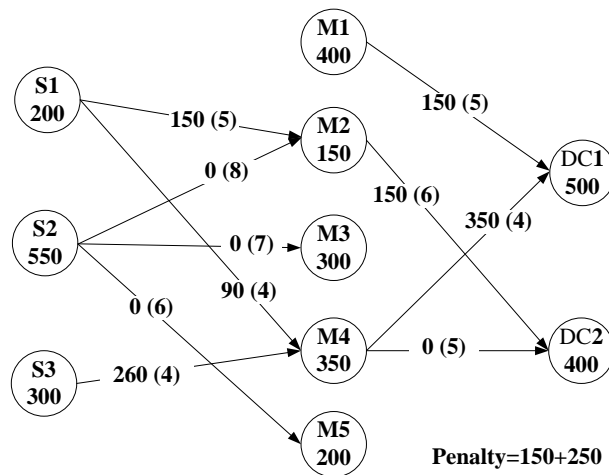 M1
400
S1
200
150 (5)
150 (5)
M2
150
DC1
500
0 (8)
150 (6)
350 (4)
S2
550
0 (7)
M3
300
90 (4)
0 (6)
M4
350
0 (5)
DC2
400
S3
300
260 (4)
M5
200
Penalty=150+250